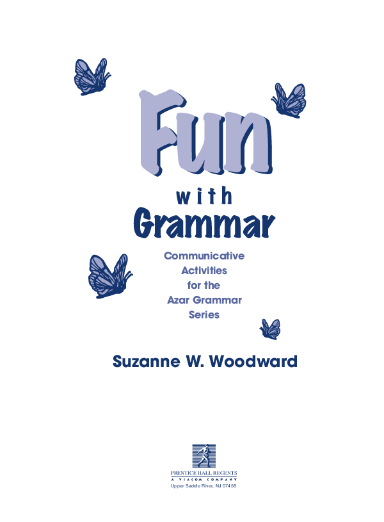 Fun
with
Grammar
Communicative
Activities
for the
Azar Grammar
Series
Suzanne W. Woodward
PRENTICE HALL REGENTS
A VIACOM COMPANY
Upper Saddle River, NJ 07458